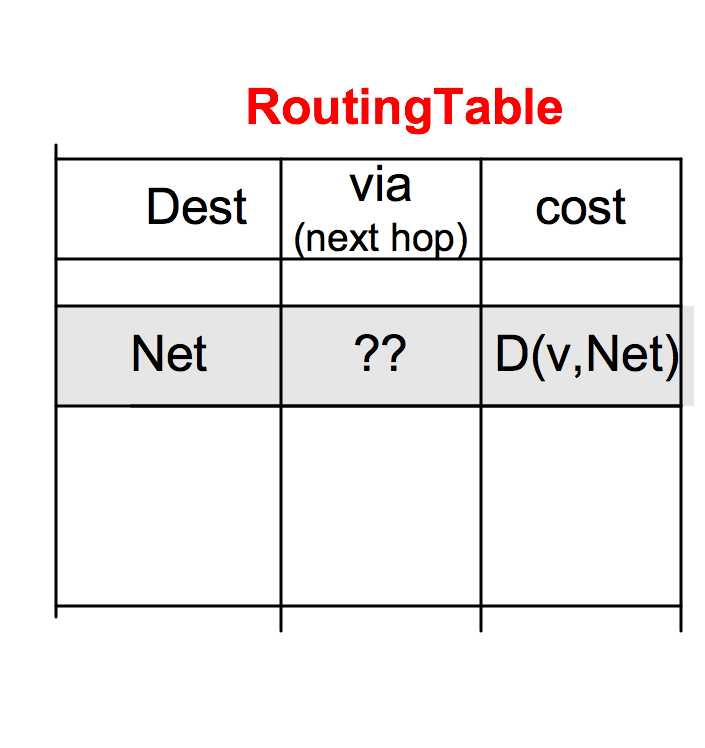 RoutingTable
Dest via cost
(next hop)
Net ?? D(v,Net)